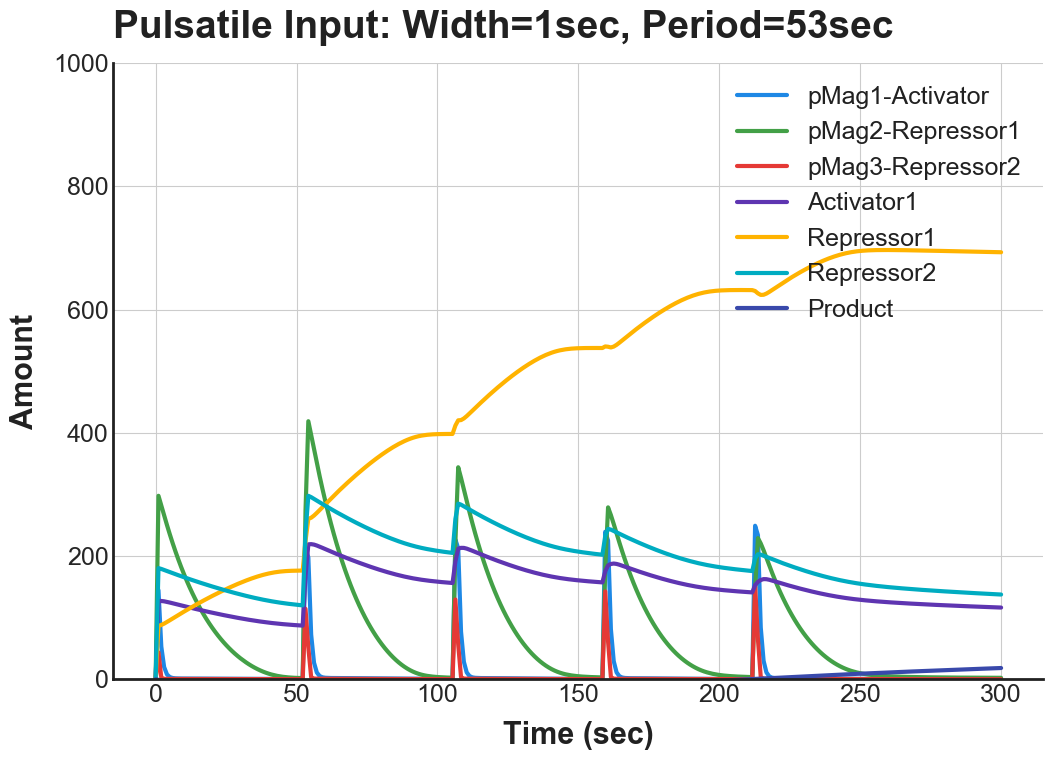 Pulsatile Input: Width=1sec, Period=53sec
1000
800
600
400
200
0
Amount
pMag1-Activator
pMag2-Repressor1
pMag3-Repressor2
Activator1
Repressor1
Repressor2
Product
0 50 100 150 200 250 300
Time (sec)